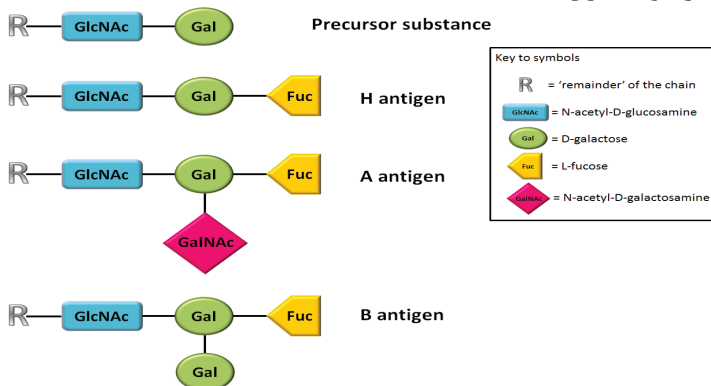 R GlcNAc Gal Precursor substance
R GlcNAc Gal Fuc H antigen
R GlcNAc Gal Fuc A antigen
GalNAc
R GlcNAc Gal Fuc B antigen
Gal
Key to symbols
R = ‘remainder’ of the chain
GlcNAc = N-acetyl-D-glucosamine
Gal = D-galactose
Fuc = L-fucose
GalNAc = N-acetyl-D-galactosamine